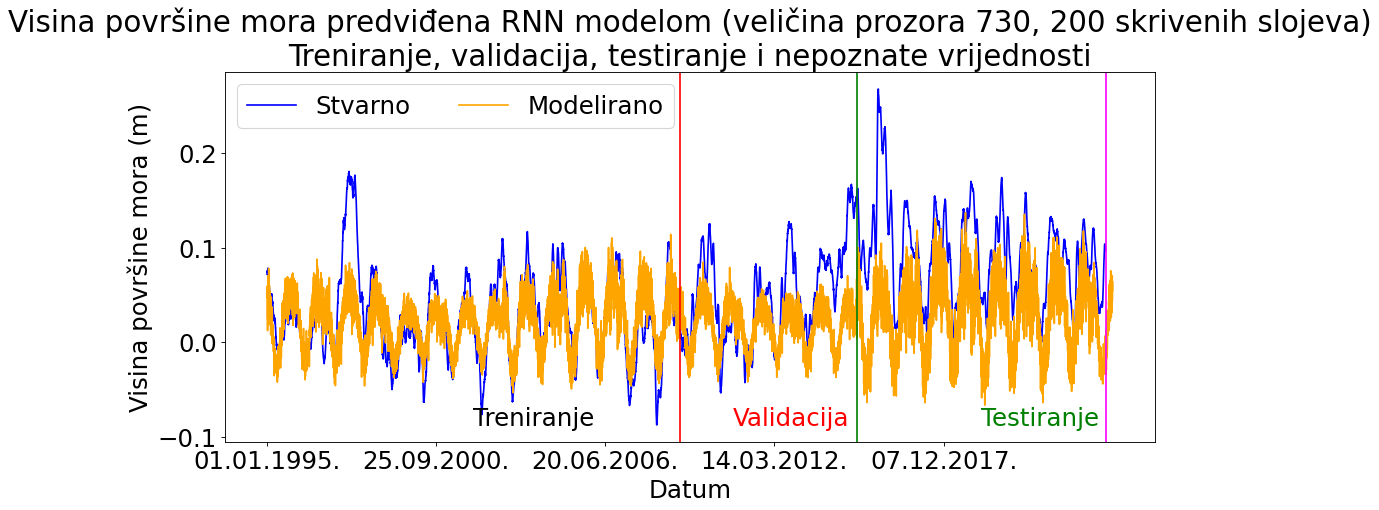 Visina površine mora predviđena RNN modelom (veličina prozora 730, 200 skrivenih slojeva)
Treniranje, validacija, testiranje i nepoznate vrijednosti
Stvarno Modelirano
Visina površine mora (m)
0.2
0.1
0.0
−0.1
Treniranje Validacija Testiranje
01.01.1995. 25.09.2000. 20.06.2006. 14.03.2012. 07.12.2017.
Datum